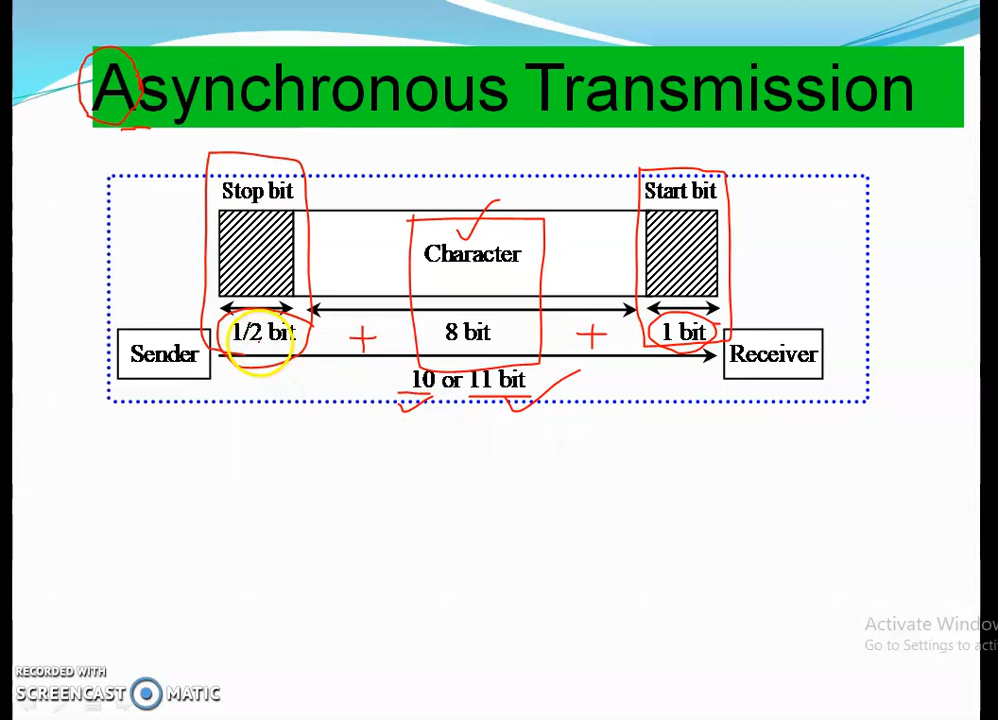 Asynchronous Transmission
Stop bit
Start bit
Character
1/2 bit + 8 bit + 1 bit
Sender
Receiver
10 or 11 bit
Activate Windo
Go to Settings to acti
RECORDED WITH
SCREENCAST MATIC